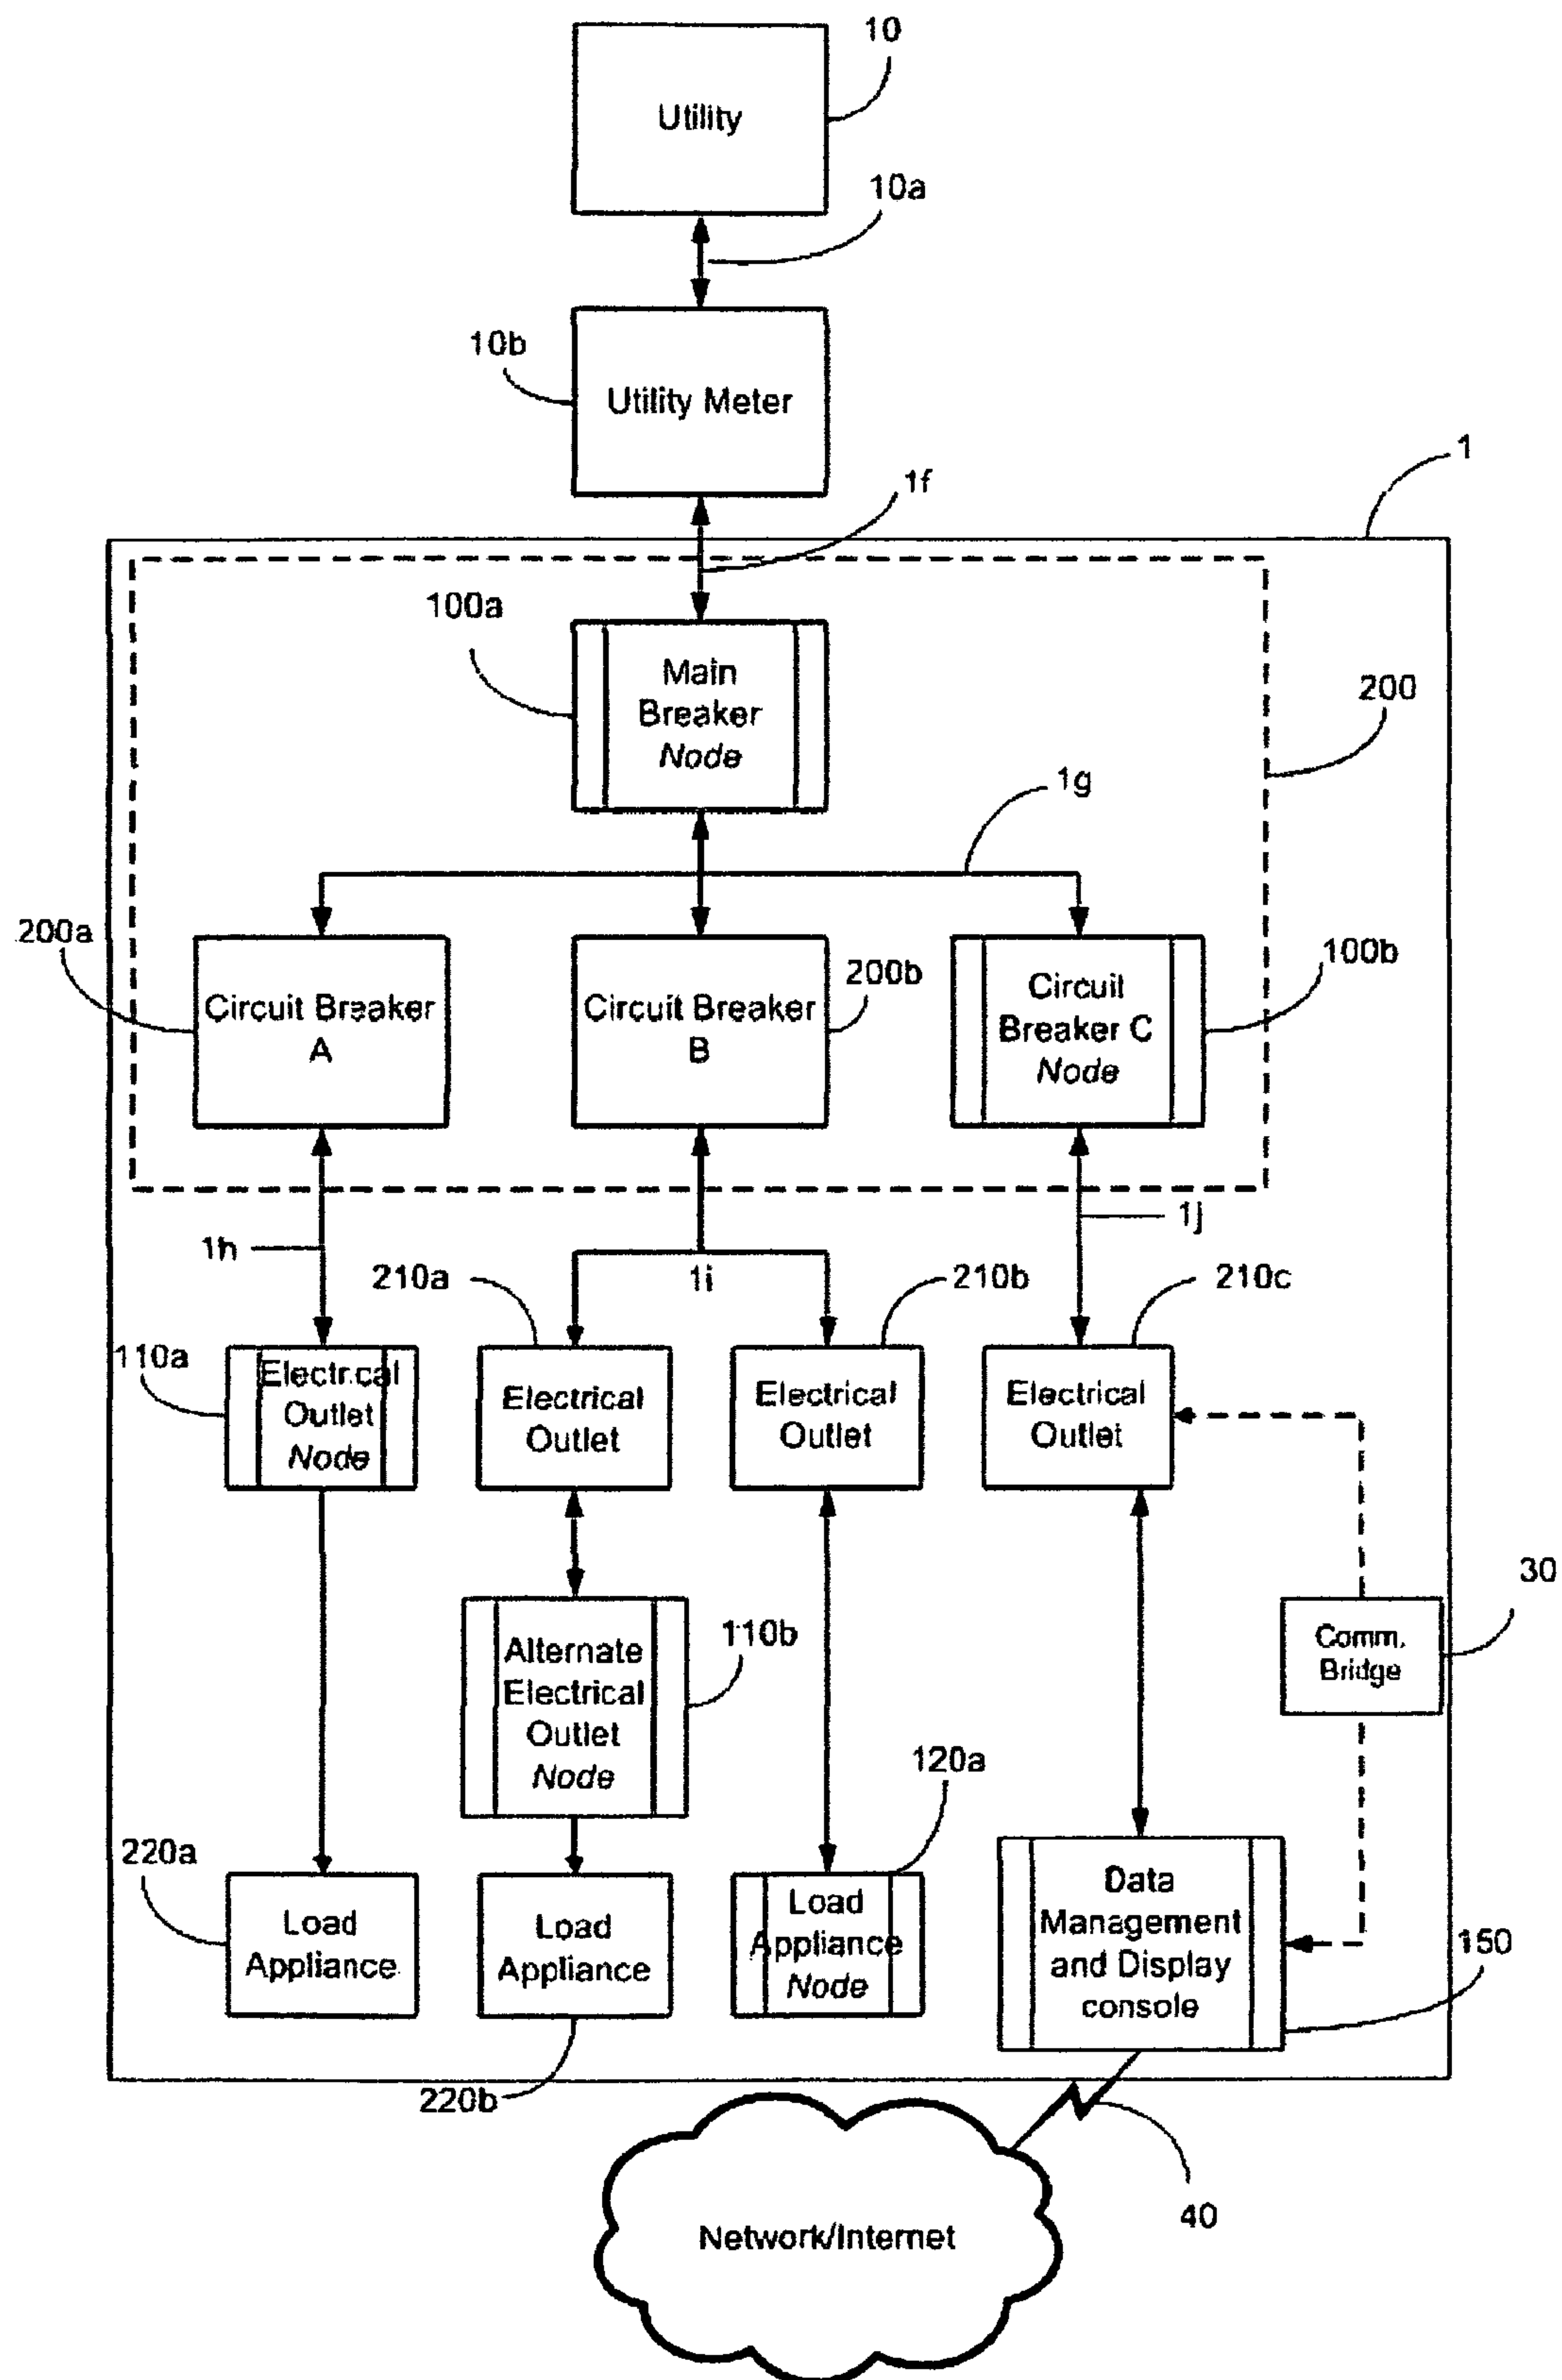 10
Utility
10a
10b
Utility Meter
1
1f
100a
Main
Breaker
Node
200
1g
200a
Circuit Breaker
A
Circuit Breaker
B
200b
Circuit
Breaker C
Node
100b
1h
1i
1j
210a
210b
210c
110a
Electrical
Outlet
Node
Electrical
Outlet
Electrical
Outlet
Electrical
Outlet
30
Comm.
Bridge
Alternate
Electrical
Outlet
Node
110b
120a
220a
Load
Appliance
Load
Appliance
Load
Appliance
Node
Data
Management
and Display
console
150
220b
40
Network/Internet